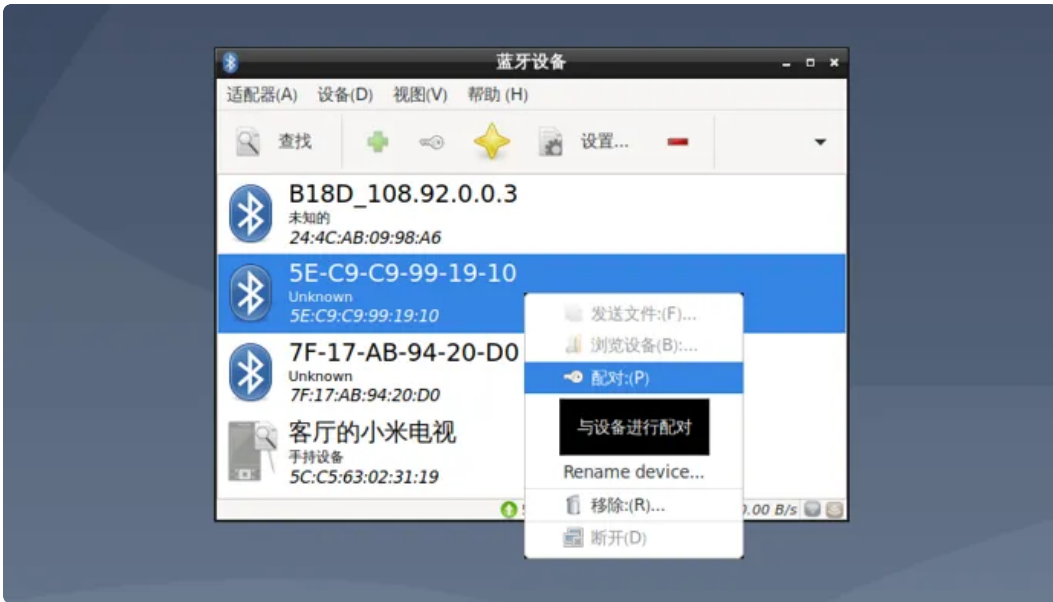 蓝牙设备
适配器(A) 设备(D) 视图(V) 帮助 (H)
查找 设置...
B18D_108.92.0.0.3
未知的
24:4C:AB:09:98:A6
5E-C9-C9-99-19-10
Unknown
5E:C9:C9:99:19:10
7F-17-AB-94-20-D0
Unknown
7F:17:AB:94:20:D0
客厅的小米电视
手持设备
5C:C5:63:02:31:19
发送文件:(F)...
浏览设备(B):...
配对:(P)
与设备进行配对
Rename device...
移除:(R)...
断开(D)
.00 B/s